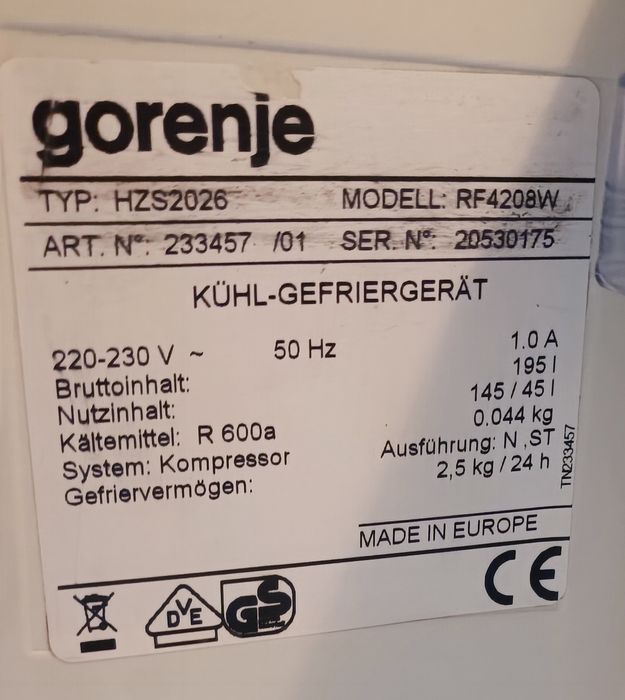 gorenje
TYP: HZS2026 MODELL: RF4208W
ART. Nº: 233457 /01 SER. Nº: 20530175
KÜHL-GEFRIERGERÄT
220-230 V ~ 50 Hz 1.0 A
Bruttoinhalt: 195 l
Nutzinhalt: 145 / 45 l
Kältemittel: R 600a 0.044 kg
System: Kompressor Ausführung: N ,ST
Gefriervermögen: 2,5 kg / 24 h
TN233457
MADE IN EUROPE
DVE GS CE